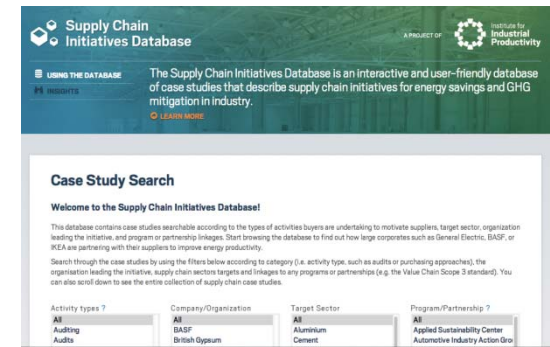 Supply Chain
Initiatives Database
A PROJECT OF
Institute for
Industrial
Productivity
USING THE DATABASE
INSIGHTS
The Supply Chain Initiatives Database is an interactive and user-friendly database
of case studies that describe supply chain initiatives for energy savings and GHG
mitigation in industry.
LEARN MORE
Case Study Search
Welcome to the Supply Chain Initiatives Database!
This database contains case studies searchable according to the types of activities buyers are undertaking to motivate suppliers, target sector, organization
leading the initiative, and program or partnership linkages. Start browsing the database to find out how large corporates such as General Electric, BASF, or
IKEA are partnering with their suppliers to improve energy productivity.
Search through the case studies by using the filters below according to category (i.e. activity type, such as audits or purchasing approaches), the
organisation leading the initiative, supply chain sectors targets and linkages to any programs or partnerships (e.g. the Value Chain Scope 3 standard). You
can also scroll down to see the entire collection of supply chain case studies.
Activity types ?
All
Auditing
Audits
Company/Organization
All
BASF
British Gypsum
Target Sector
All
Aluminium
Cement
Program/Partnership ?
All
Applied Sustainability Center
Automotive Industry Action Grou